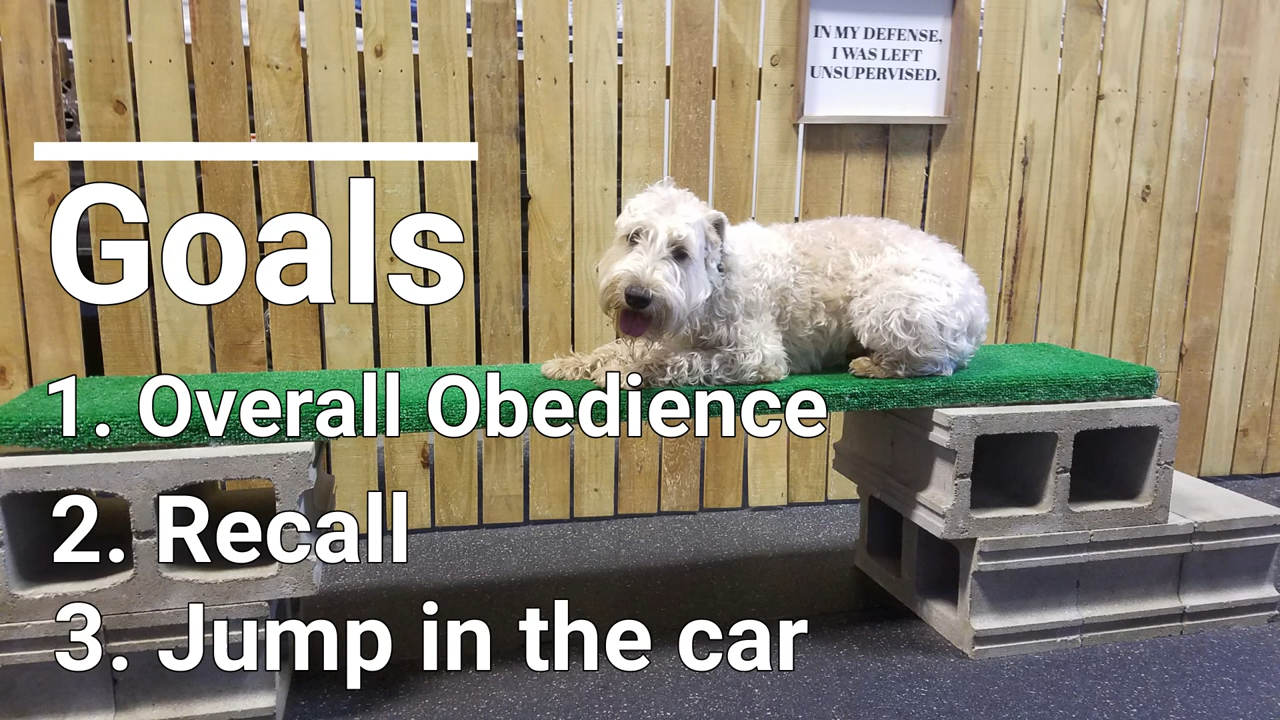 IN MY DEFENSE,
I WAS LEFT
UNSUPERVISED.
Goals
1. Overall Obedience
2. Recall
3. Jump in the car